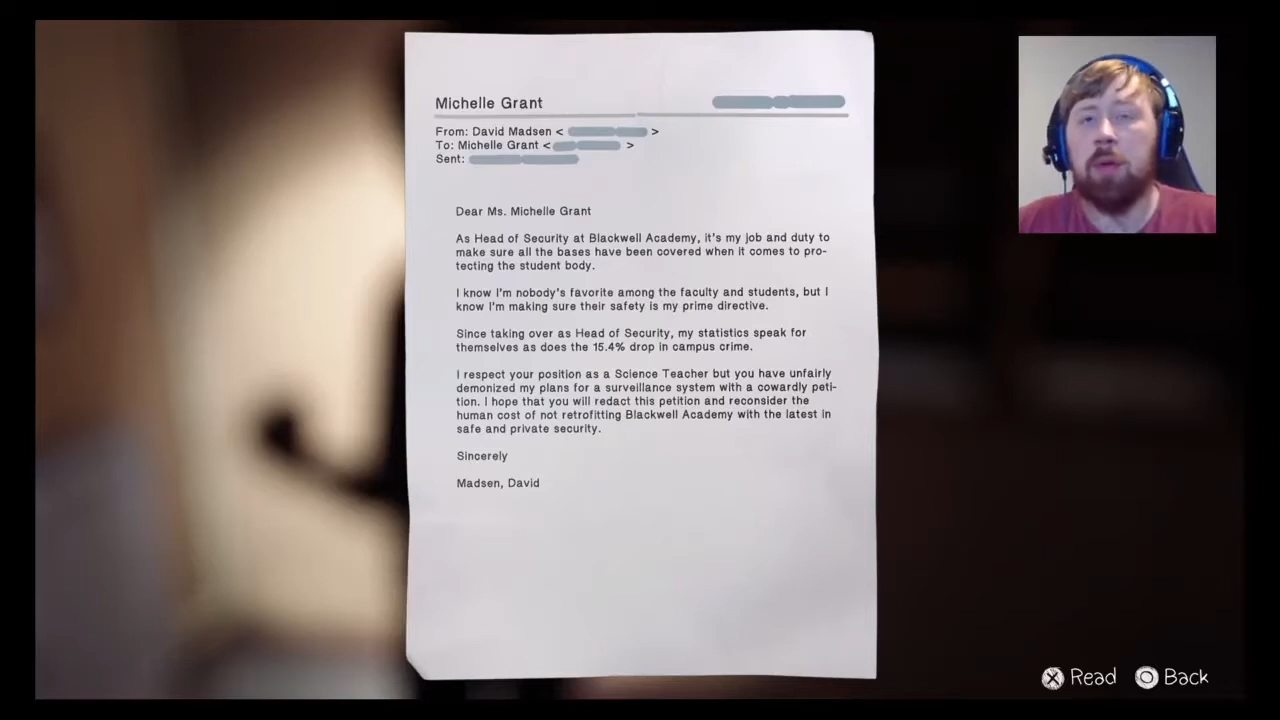 Michelle Grant
From: David Madsen < >
To: Michelle Grant < >
Sent:
Dear Ms. Michelle Grant
As Head of Security at Blackwell Academy, it's my job and duty to
make sure all the bases have been covered when it comes to pro-
tecting the student body.
I know I'm nobody's favorite among the faculty and students, but I
know I'm making sure their safety is my prime directive.
Since taking over as Head of Security, my statistics speak for
themselves as does the 15.4% drop in campus crime.
I respect your position as a Science Teacher but you have unfairly
demonized my plans for a surveillance system with a cowardly peti-
tion. I hope that you will redact this petition and reconsider the
human cost of not retrofitting Blackwell Academy with the latest in
safe and private security.
Sincerely
Madsen, David
Read Back